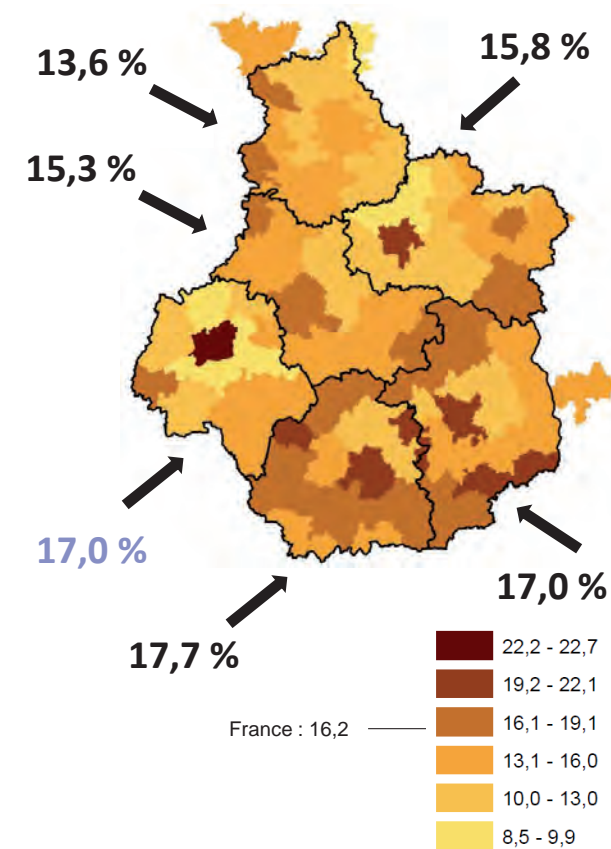 13,6 %
15,8 %
15,3 %
17,0 %
17,0 %
17,7 %
22,2 - 22,7
19,2 - 22,1
France : 16,2
16,1 - 19,1
13,1 - 16,0
10,0 - 13,0
8,5 - 9,9